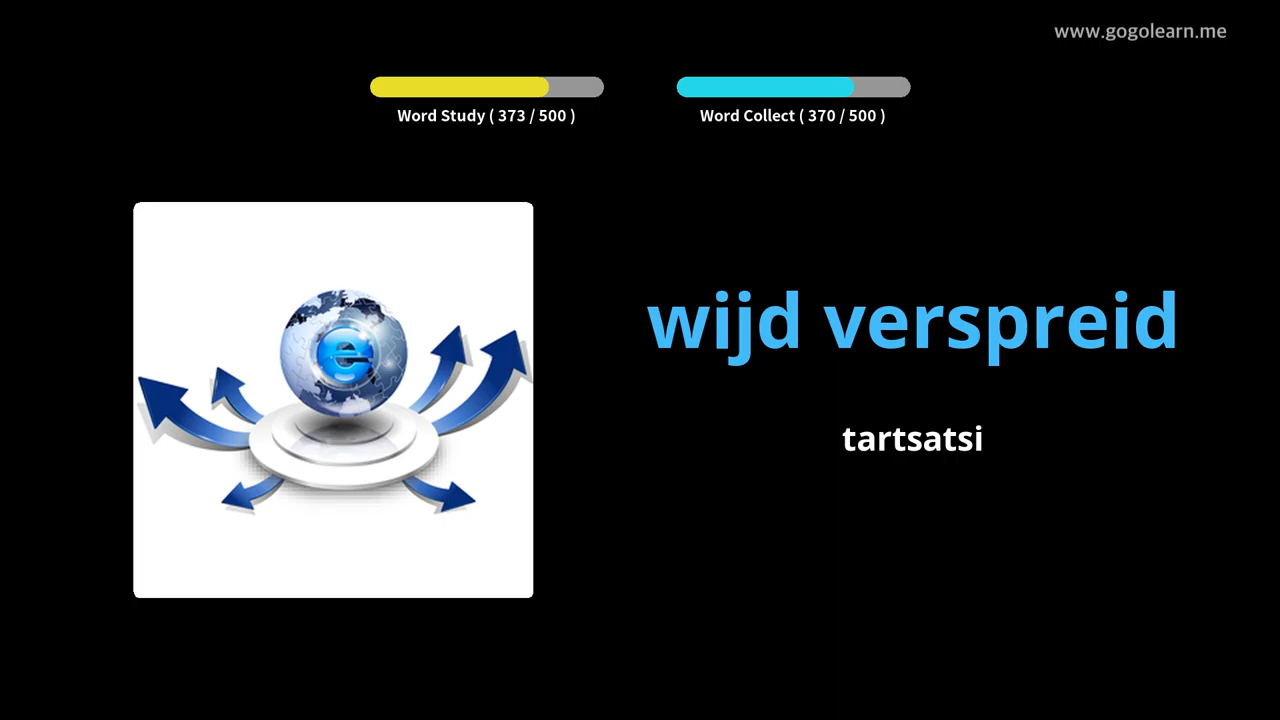 www.gogolearn.me
Word Study ( 373 / 500 )
Word Collect ( 370 / 500 )
e
wijd verspreid
tartsatsi